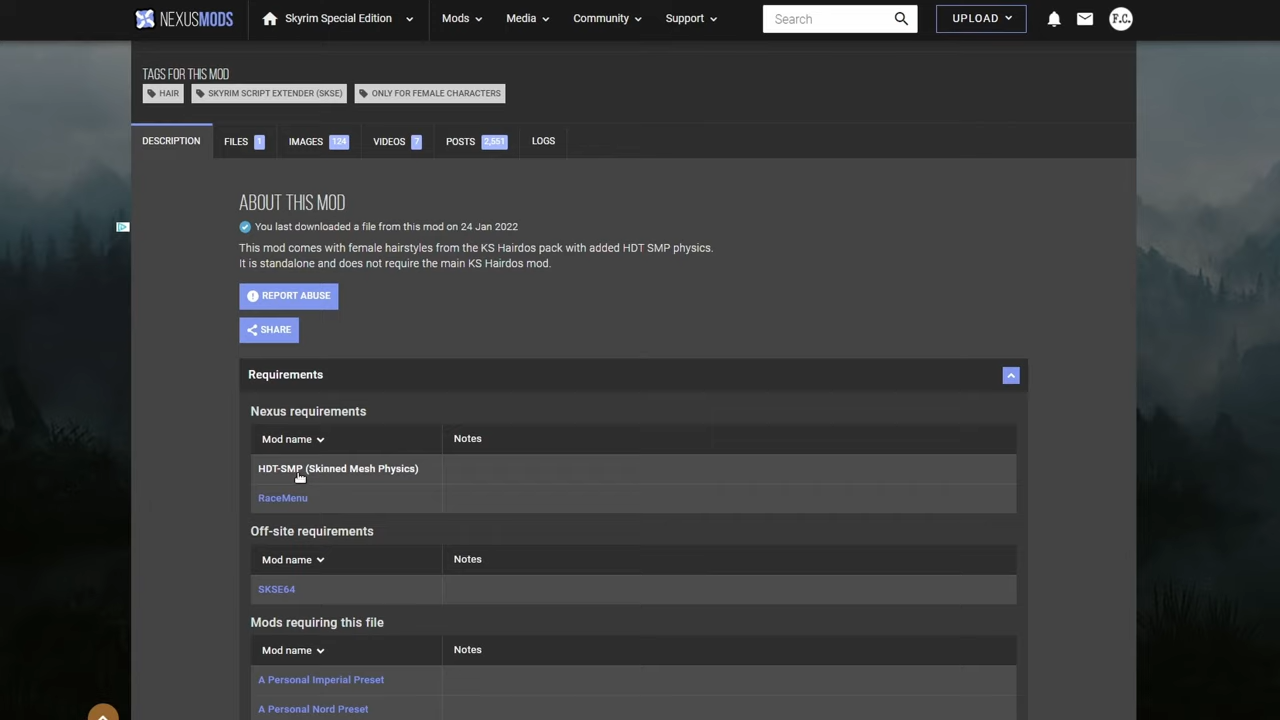 NEXUSMODS Skyrim Special Edition Mods Media Community Support Search UPLOAD F.C.
TAGS FOR THIS MOD
HAIR SKYRIM SCRIPT EXTENDER (SKSE) ONLY FOR FEMALE CHARACTERS
DESCRIPTION FILES 1 IMAGES 124 VIDEOS 7 POSTS 2,551 LOGS
ABOUT THIS MOD
You last downloaded a file from this mod on 24 Jan 2022
This mod comes with female hairstyles from the KS Hairdos pack with added HDT SMP physics.
It is standalone and does not require the main KS Hairdos mod.
REPORT ABUSE
SHARE
Requirements
Nexus requirements
Mod name Notes
HDT-SMP (Skinned Mesh Physics)
RaceMenu
Off-site requirements
Mod name Notes
SKSE64
Mods requiring this file
Mod name Notes
A Personal Imperial Preset
A Personal Nord Preset